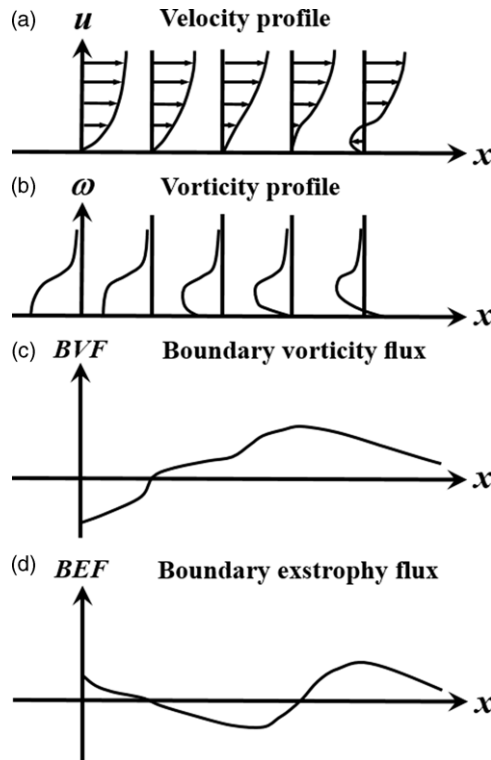 (a) u Velocity profile
x
(b) ω Vorticity profile
x
(c) BVF Boundary vorticity flux
x
(d) BEF Boundary exstrophy flux
x